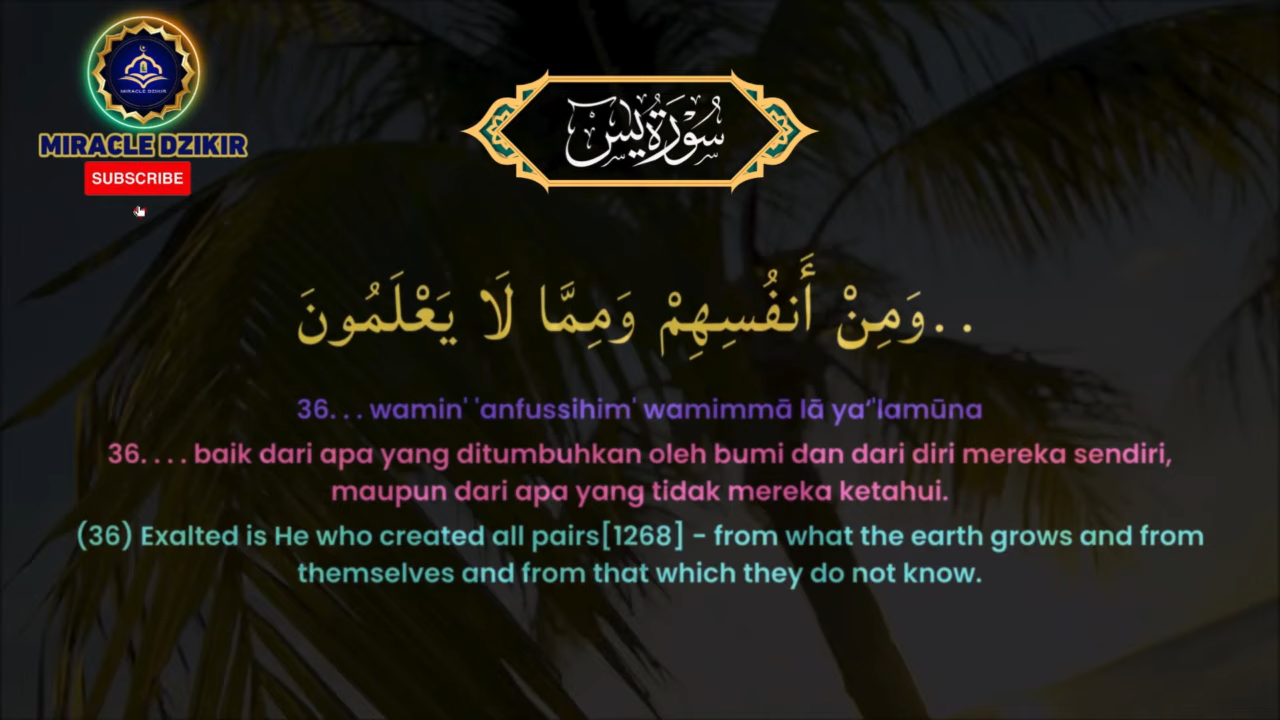 MIRACLE DZIKIR
MIRACLE DZIKIR
SUBSCRIBE
سُوْرَةُ يٰسٓ
..وَمِنْ أَنفُسِهِمْ وَمِمَّا لَا يَعْلَمُونَ
36. . . wamin' 'anfussihim' wamimmā lā ya‘'lamūna
36. . . . baik dari apa yang ditumbuhkan oleh bumi dan dari diri mereka sendiri,
maupun dari apa yang tidak mereka ketahui.
(36) Exalted is He who created all pairs[1268] - from what the earth grows and from
themselves and from that which they do not know.